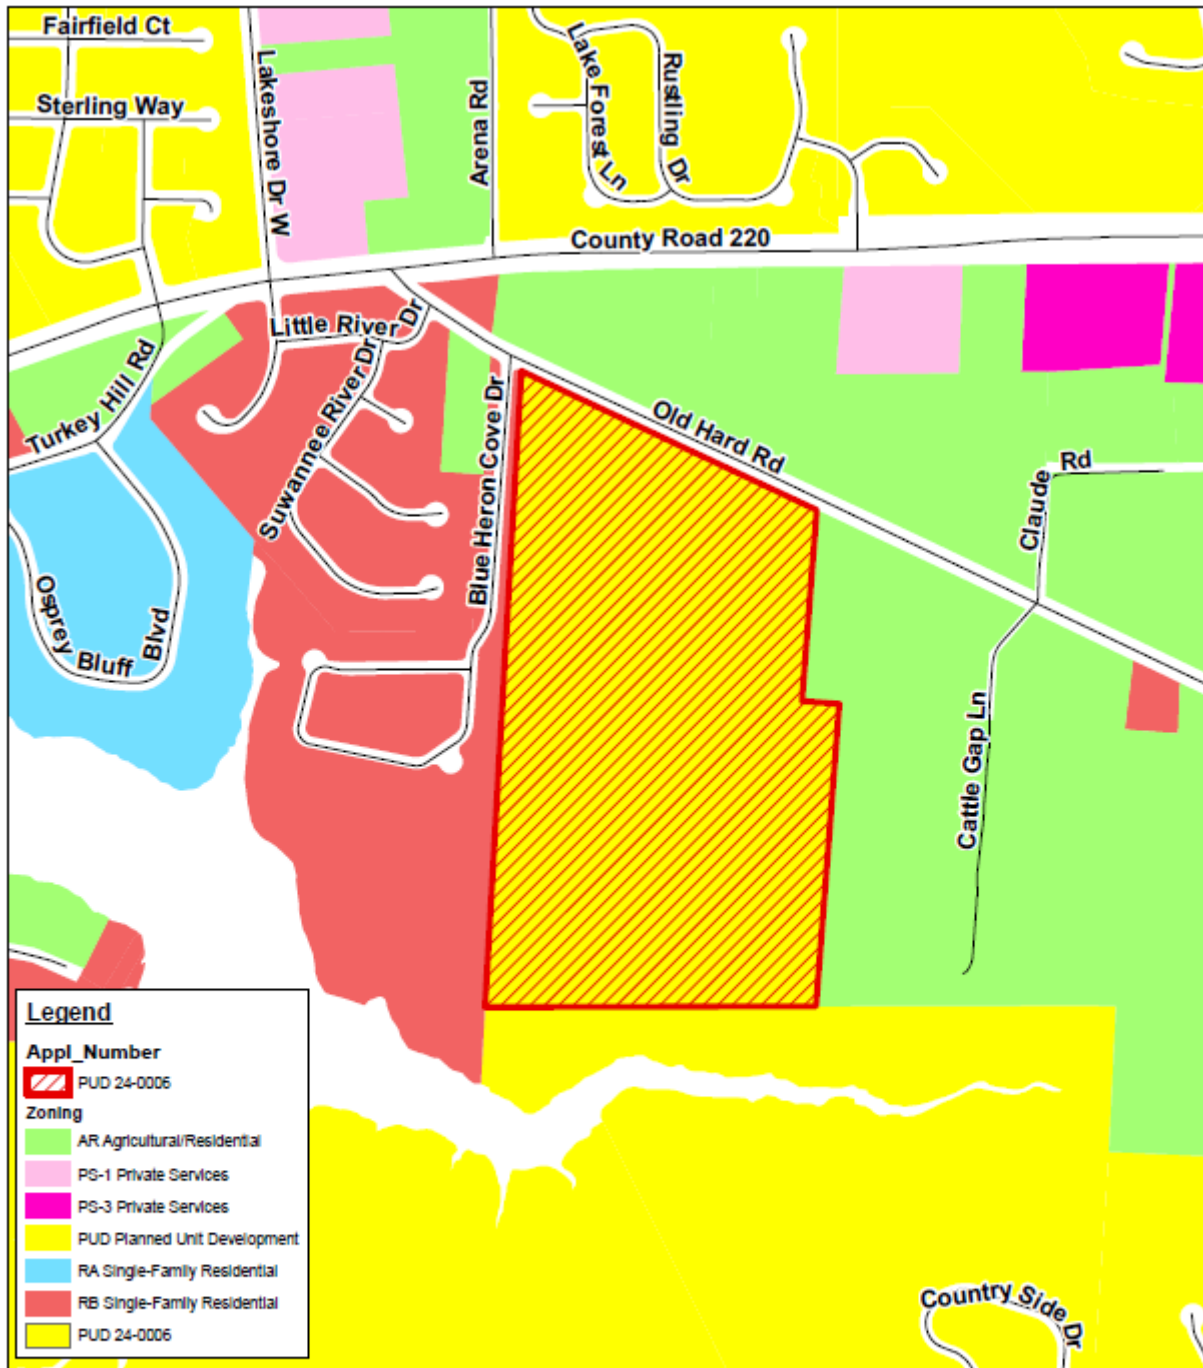 Fairfield Ct
Sterling Way
Lakeshore Dr W
Arena Rd
Lake Forest Ln
Rustling Dr
County Road 220
Little River Dr
Turkey Hill Rd
Suwannee River Dr
Blue Heron Cove Dr
Old Hard Rd
Claude Rd
Osprey Bluff Blvd
Cattle Gap Ln
Country Side Dr
Legend
Appl_Number
PUD 24-0006
Zoning
AR Agricultural/Residential
PS-1 Private Services
PS-3 Private Services
PUD Planned Unit Development
RA Single-Family Residential
RB Single-Family Residential
PUD 24-0006